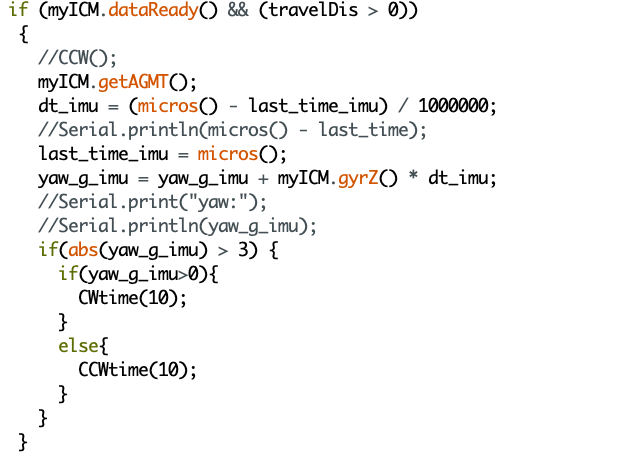 if (myICM.dataReady() && (travelDis > 0))
{
//CCW();
myICM.getAGMT();
dt_imu = (micros() - last_time_imu) / 1000000;
//Serial.println(micros() - last_time);
last_time_imu = micros();
yaw_g_imu = yaw_g_imu + myICM.gyrZ() * dt_imu;
//Serial.print("yaw:");
//Serial.println(yaw_g_imu);
if(abs(yaw_g_imu) > 3) {
if(yaw_g_imu>0){
CWtime(10);
}
else{
CCWtime(10);
}
}
}